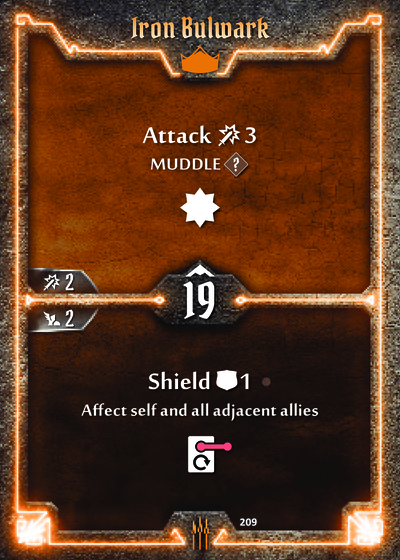 Iron Bulwark
Attack 3
MUDDLE ?
2
19
2
Shield 1
Affect self and all adjacent allies
209